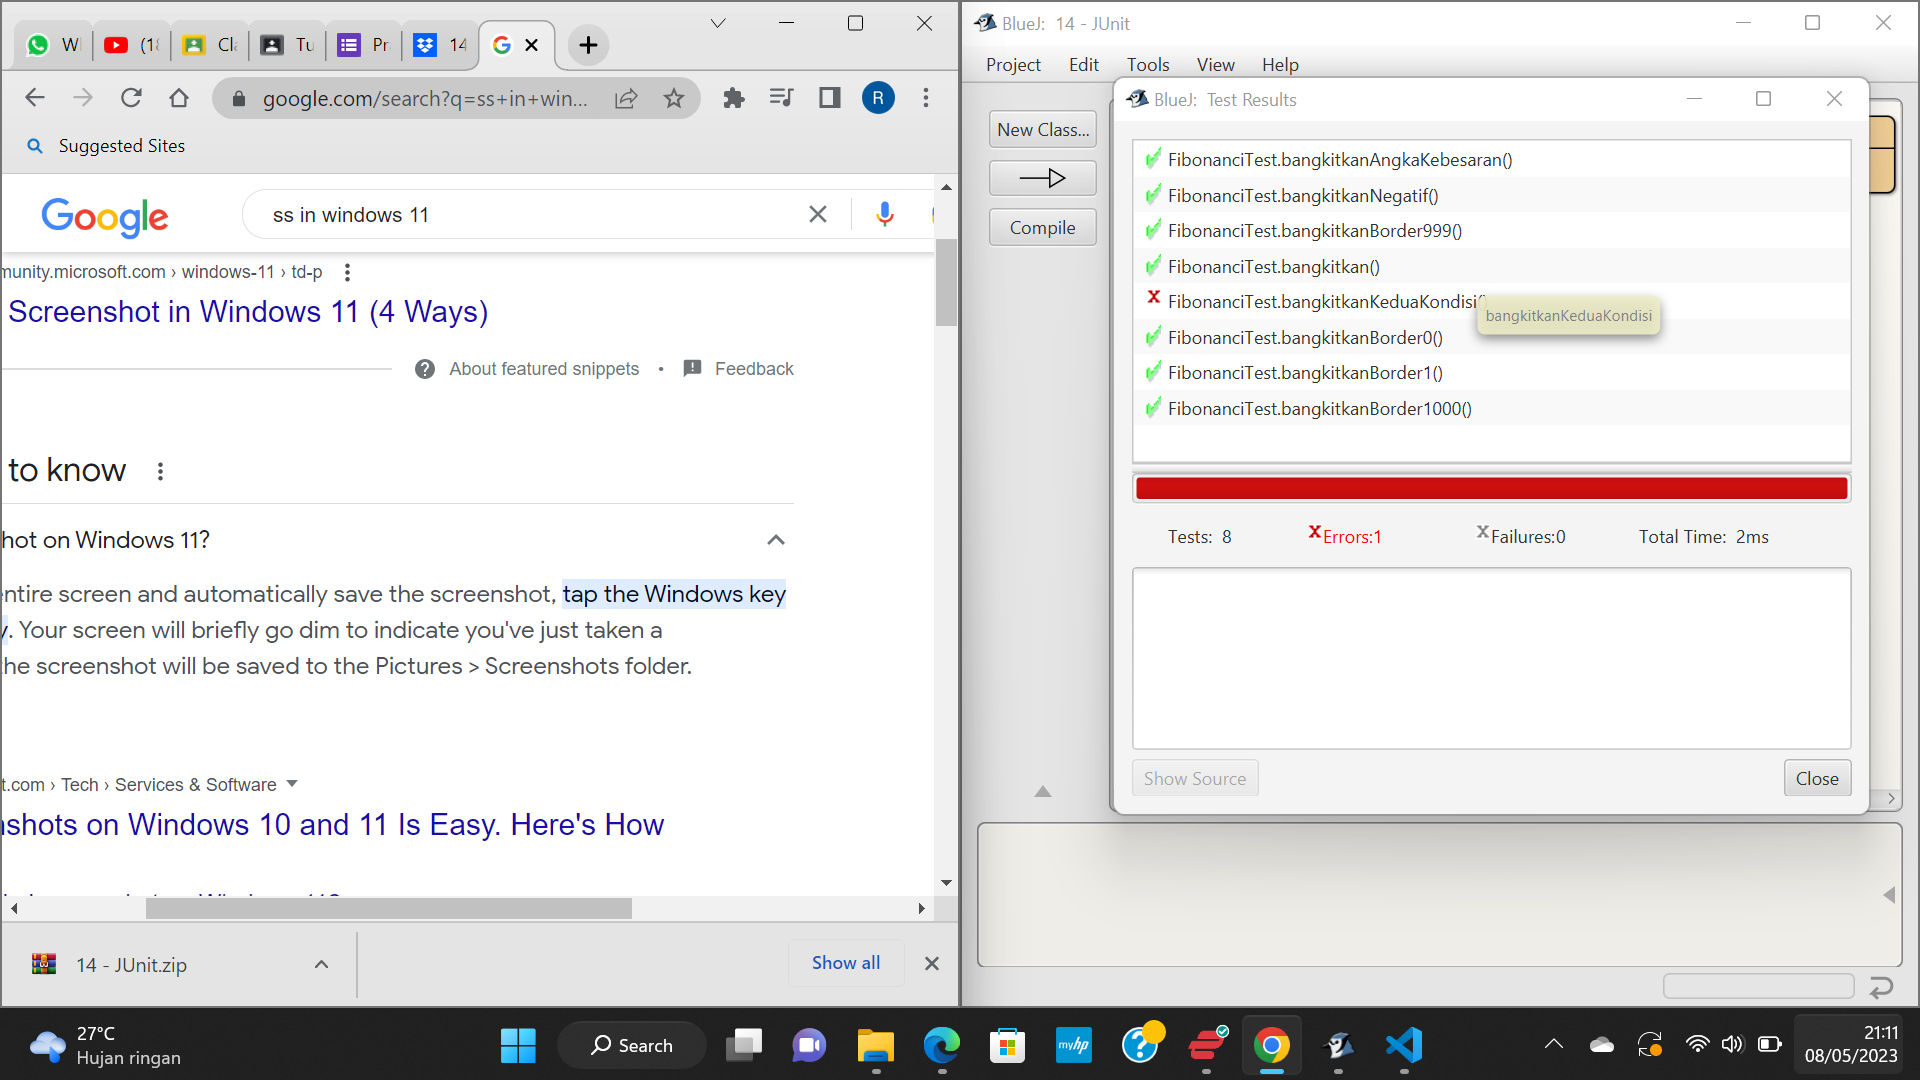 Wl
(18
Cla
Tu
Pr
14
google.com/search?q=ss+in+win...
R
Suggested Sites
Google
ss in windows 11
munity.microsoft.com › windows-11 › td-p
Screenshot in Windows 11 (4 Ways)
About featured snippets • Feedback
to know
hot on Windows 11?
entire screen and automatically save the screenshot, tap the Windows key
y. Your screen will briefly go dim to indicate you've just taken a
the screenshot will be saved to the Pictures > Screenshots folder.
t.com › Tech › Services & Software
nshots on Windows 10 and 11 Is Easy. Here's How
14 - JUnit.zip
Show all
BlueJ: 14 - JUnit
Project Edit Tools View Help
New Class...
Compile
BlueJ: Test Results
FibonanciTest.bangkitkanAngkaKebesaran()
FibonanciTest.bangkitkanNegatif()
FibonanciTest.bangkitkanBorder999()
FibonanciTest.bangkitkan()
FibonanciTest.bangkitkanKeduaKondisi()
bangkitkanKeduaKondisi
FibonanciTest.bangkitkanBorder0()
FibonanciTest.bangkitkanBorder1()
FibonanciTest.bangkitkanBorder1000()
Tests: 8 Errors:1 Failures:0 Total Time: 2ms
Show Source
Close
27°C
Hujan ringan
Search
myhp
21:11
08/05/2023